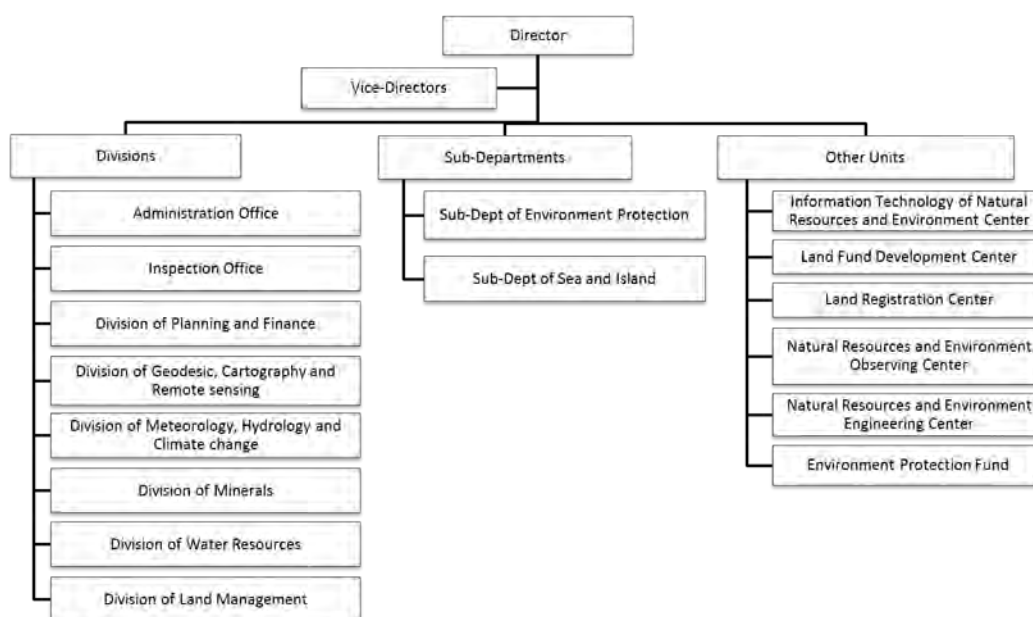 Director
Vice-Directors
Divisions
Administration Office
Inspection Office
Division of Planning and Finance
Division of Geodesic, Cartography and
Remote sensing
Division of Meteorology, Hydrology and
Climate change
Division of Minerals
Division of Water Resources
Division of Land Management
Sub-Departments
Sub-Dept of Environment Protection
Sub-Dept of Sea and Island
Other Units
Information Technology of Natural
Resources and Environment Center
Land Fund Development Center
Land Registration Center
Natural Resources and Environment
Observing Center
Natural Resources and Environment
Engineering Center
Environment Protection Fund